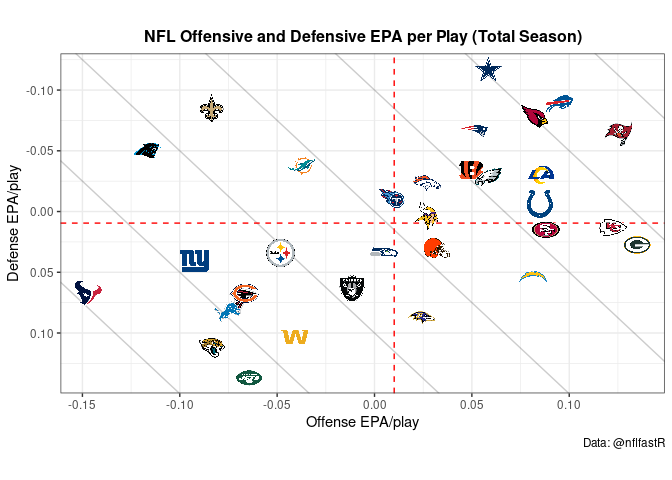 NFL Offensive and Defensive EPA per Play (Total Season)
Defense EPA/play
-0.10
-0.05
0.00
0.05
0.10
ny
W
-0.15
-0.10
-0.05
0.00
0.05
0.10
Offense EPA/play
Data: @nflfastR